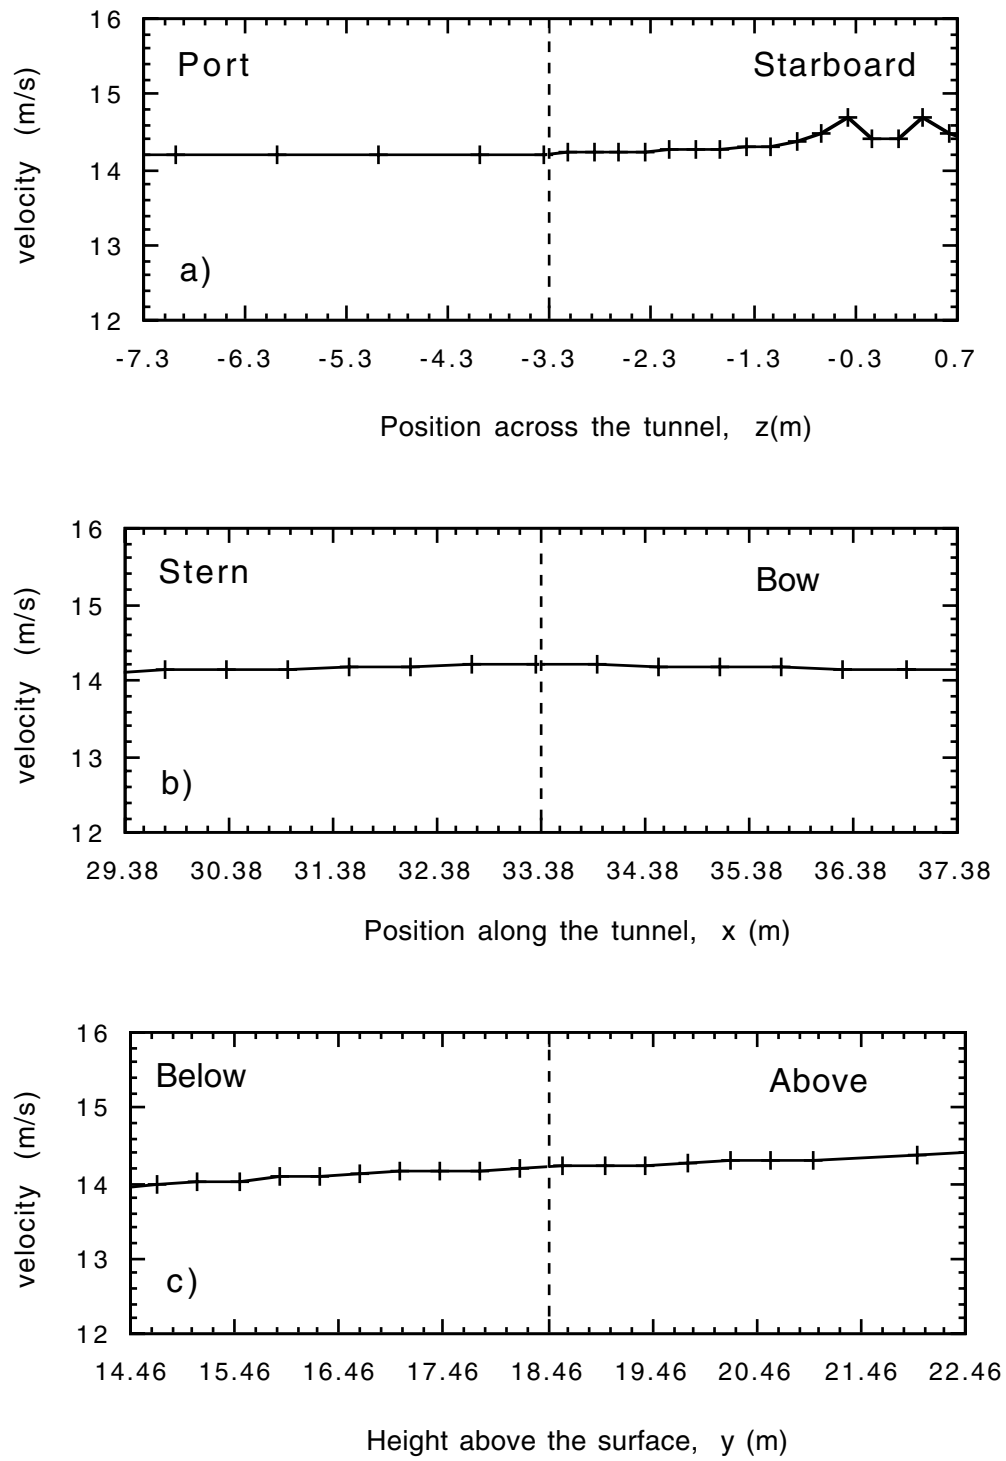 16
Port Starboard
15
velocity (m/s)
14
13
a)
12
-7.3 -6.3 -5.3 -4.3 -3.3 -2.3 -1.3 -0.3 0.7
Position across the tunnel, z(m)
16
Stern Bow
15
velocity (m/s)
14
13
b)
12
29.38 30.38 31.38 32.38 33.38 34.38 35.38 36.38 37.38
Position along the tunnel, x (m)
16
Below Above
15
velocity (m/s)
14
13
c)
12
14.46 15.46 16.46 17.46 18.46 19.46 20.46 21.46 22.46
Height above the surface, y (m)